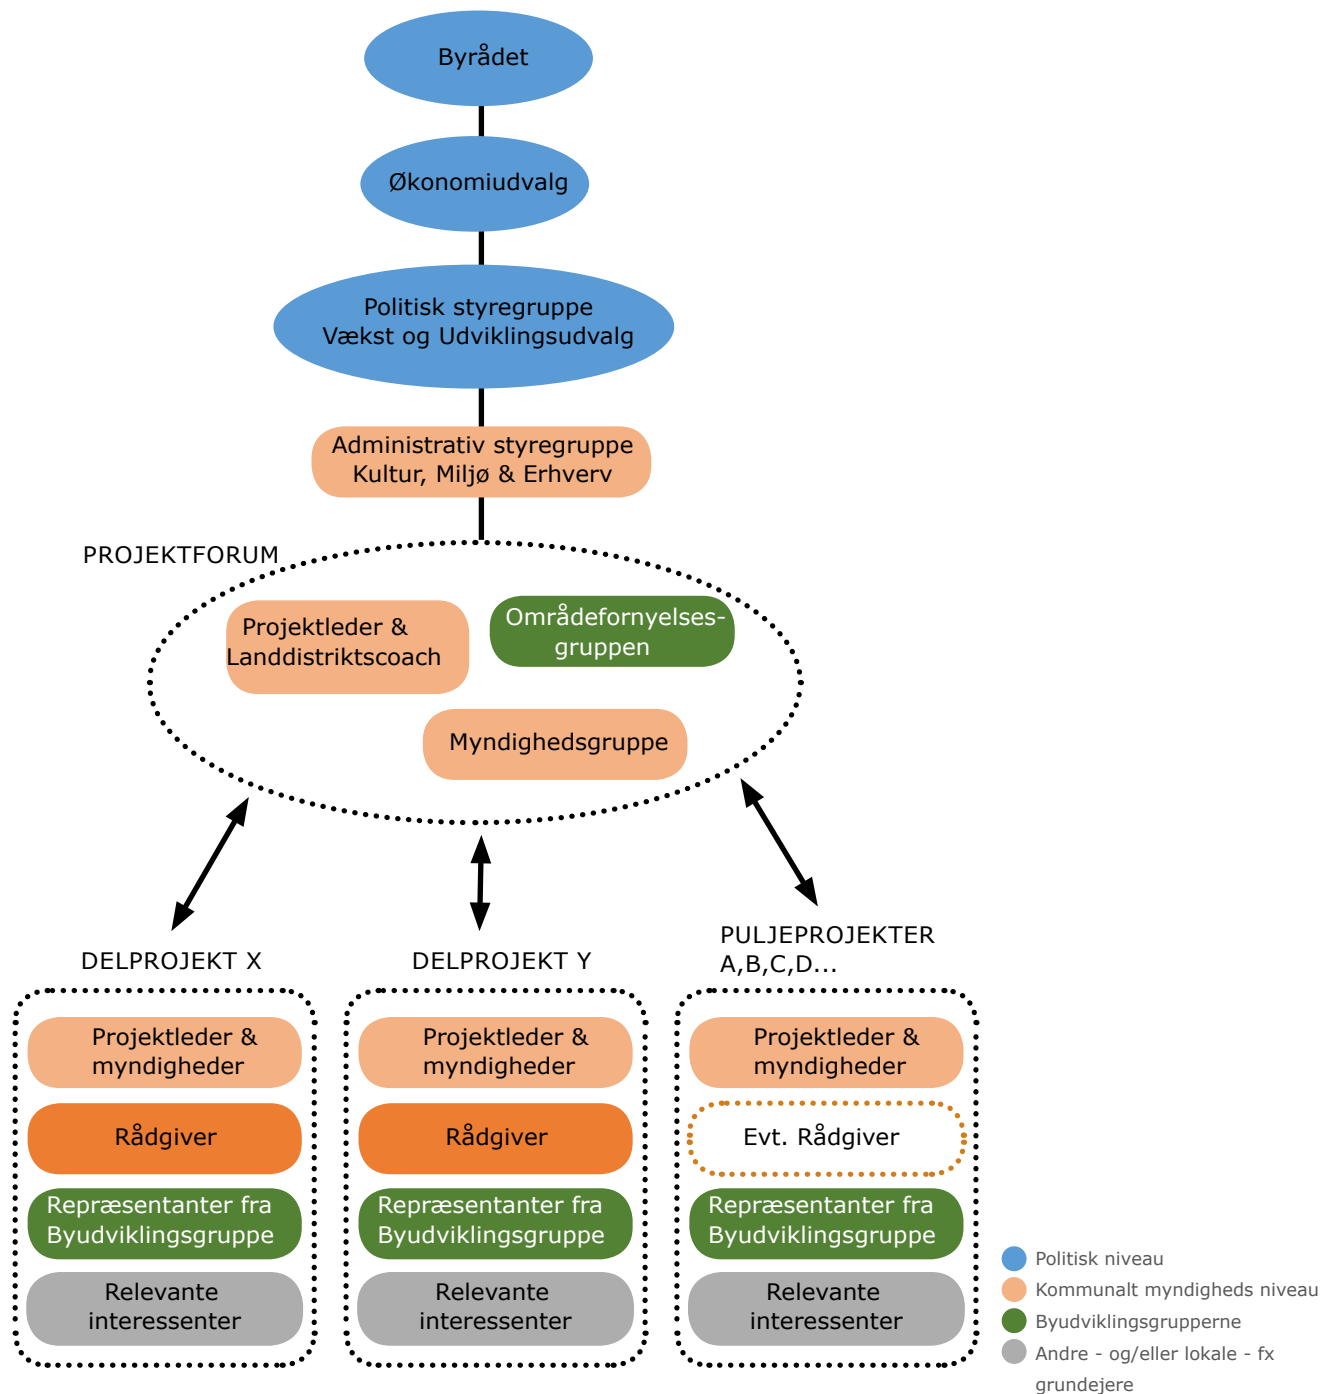 Byrådet
Økonomiudvalg
Politisk styregruppe
Vækst og Udviklingsudvalg
Administrativ styregruppe
Kultur, Miljø & Erhverv
PROJEKTFORUM
Projektleder &
Landdistriktscoach
Områdefornyelses-
gruppen
Myndighedsgruppe
DELPROJEKT X
Projektleder &
myndigheder
Rådgiver
Repræsentanter fra
Byudviklingsgruppe
Relevante
interessenter
DELPROJEKT Y
Projektleder &
myndigheder
Rådgiver
Repræsentanter fra
Byudviklingsgruppe
Relevante
interessenter
PULJEPROJEKTER
A,B,C,D...
Projektleder &
myndigheder
Evt. Rådgiver
Repræsentanter fra
Byudviklingsgruppe
Relevante
interessenter
Politisk niveau
Kommunalt myndigheds niveau
Byudviklingsgrupperne
Andre - og/eller lokale - fx
grundejere